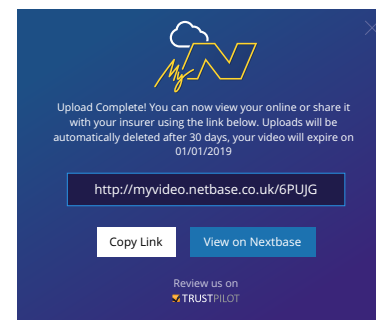 MyN
Upload Complete! You can now view your online or share it
with your insurer using the link below. Uploads will be
automatically deleted after 30 days, your video will expire on
01/01/2019
http://myvideo.netbase.co.uk/6PUJG
Copy Link
View on Nextbase
Review us on
TRUSTPILOT